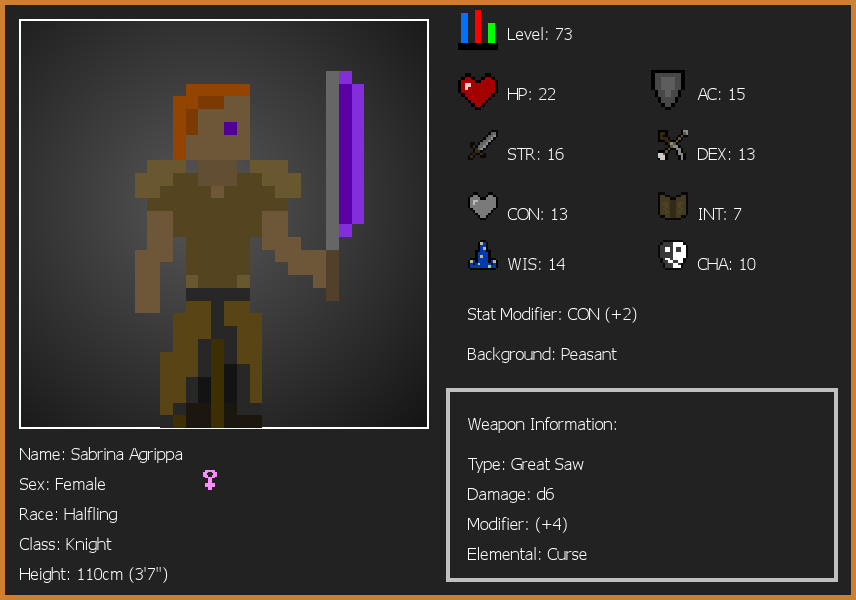 Level: 73
HP: 22
AC: 15
STR: 16
DEX: 13
CON: 13
INT: 7
WIS: 14
CHA: 10
Stat Modifier: CON (+2)
Background: Peasant
Weapon Information:
Type: Great Saw
Damage: d6
Modifier: (+4)
Elemental: Curse
Name: Sabrina Agrippa
Sex: Female
Race: Halfling
Class: Knight
Height: 110cm (3'7")